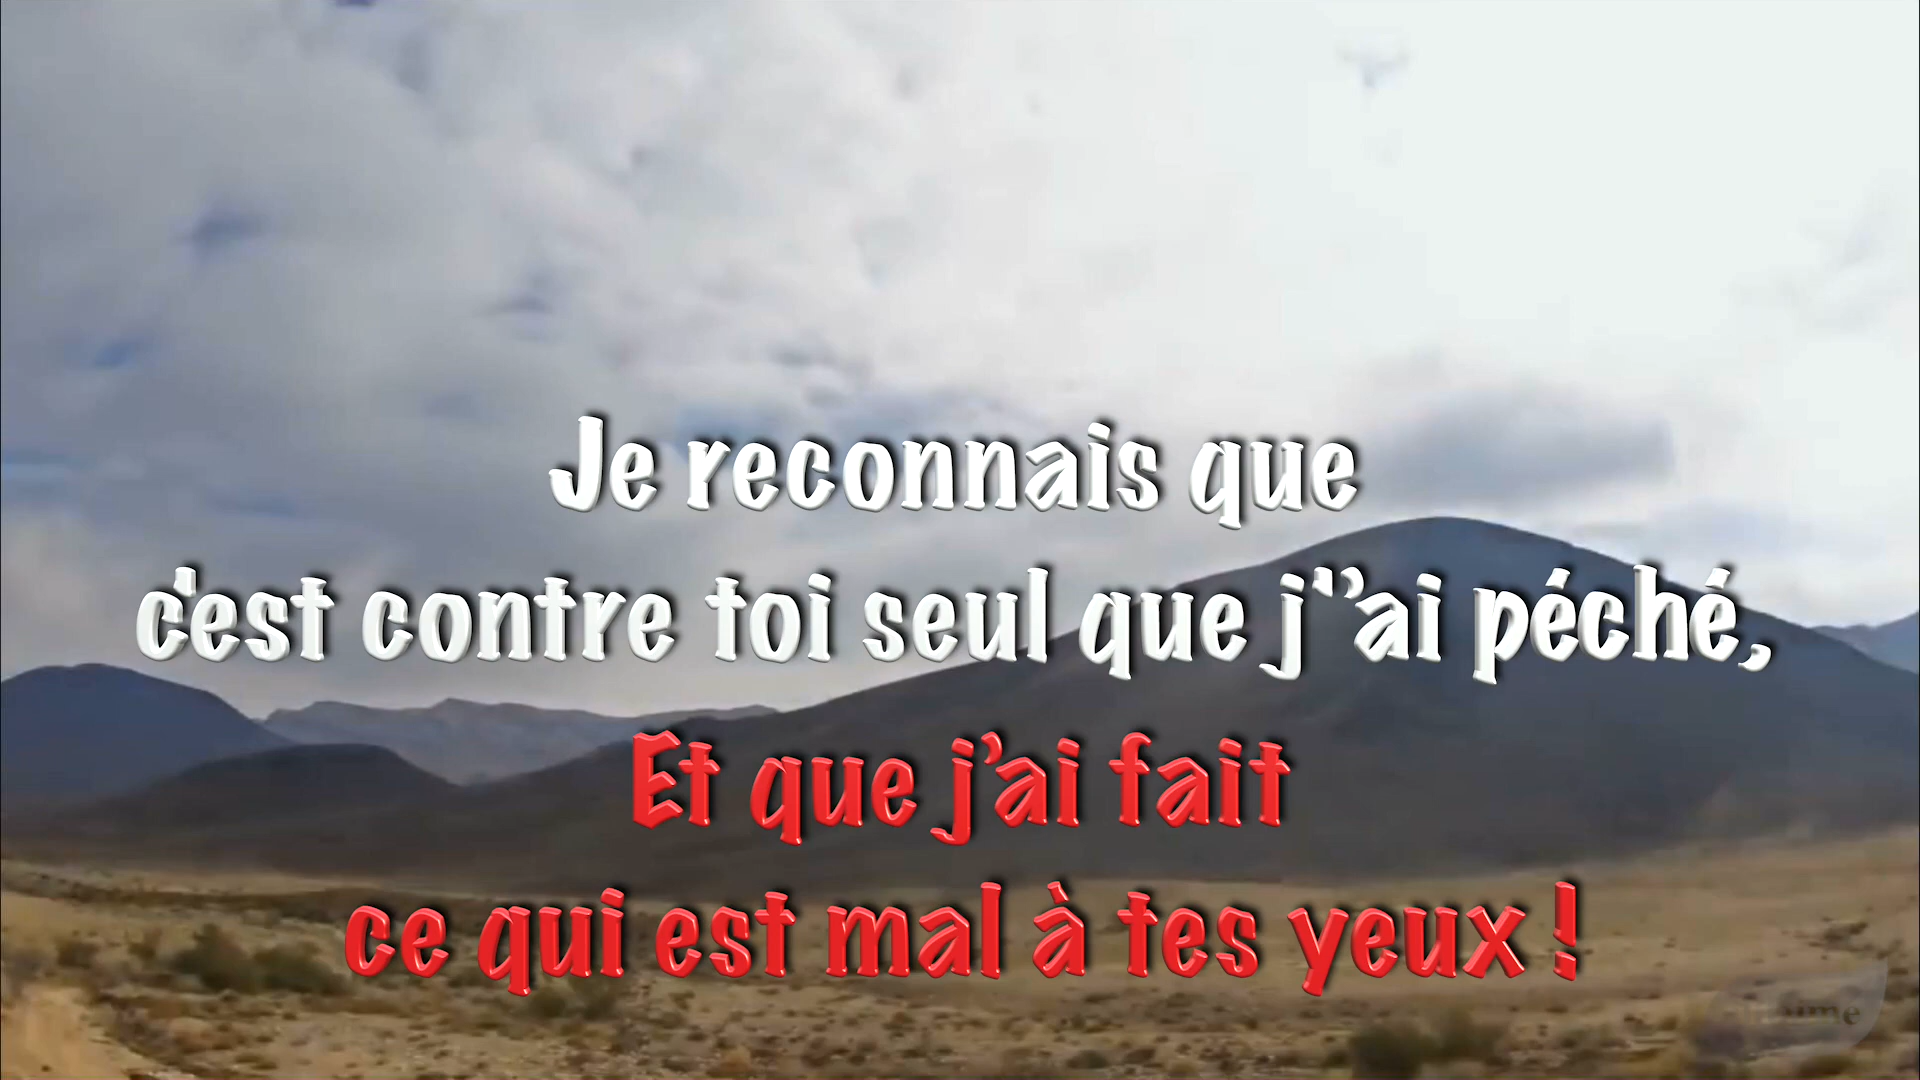 Je reconnais que
c'est contre toi seul que j"’ai péché,
Et que j’ai fait
ce qui est mal à tes yeux !